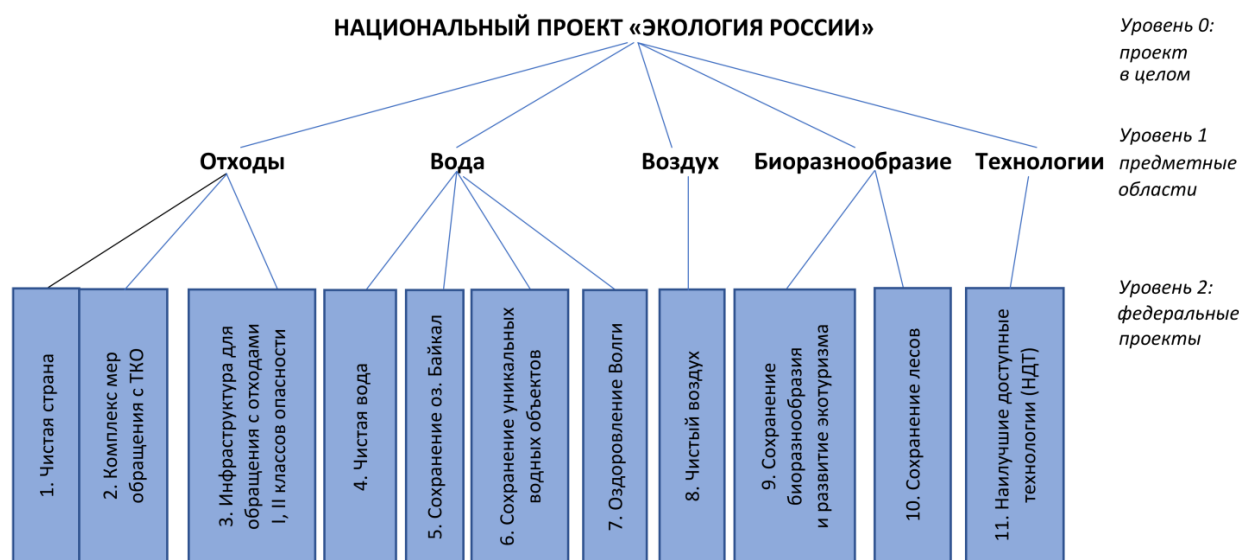 НАЦИОНАЛЬНЫЙ ПРОЕКТ «ЭКОЛОГИЯ РОССИИ»
Уровень 0:
проект
в целом
Отходы
Вода
Воздух
Биоразнообразие
Технологии
Уровень 1
предметные
области
1. Чистая страна
2. Комплекс мер
обращения с ТКО
3. Инфраструктура для
обращения с отходами
I, II классов опасности
4. Чистая вода
5. Сохранение оз. Байкал
6. Сохранение уникальных
водных объектов
7. Оздоровление Волги
8. Чистый воздух
9. Сохранение
биоразнообразия
и развитие экотуризма
10. Сохранение лесов
11. Наилучшие доступные
технологии (НДТ)
Уровень 2:
федеральные
проекты